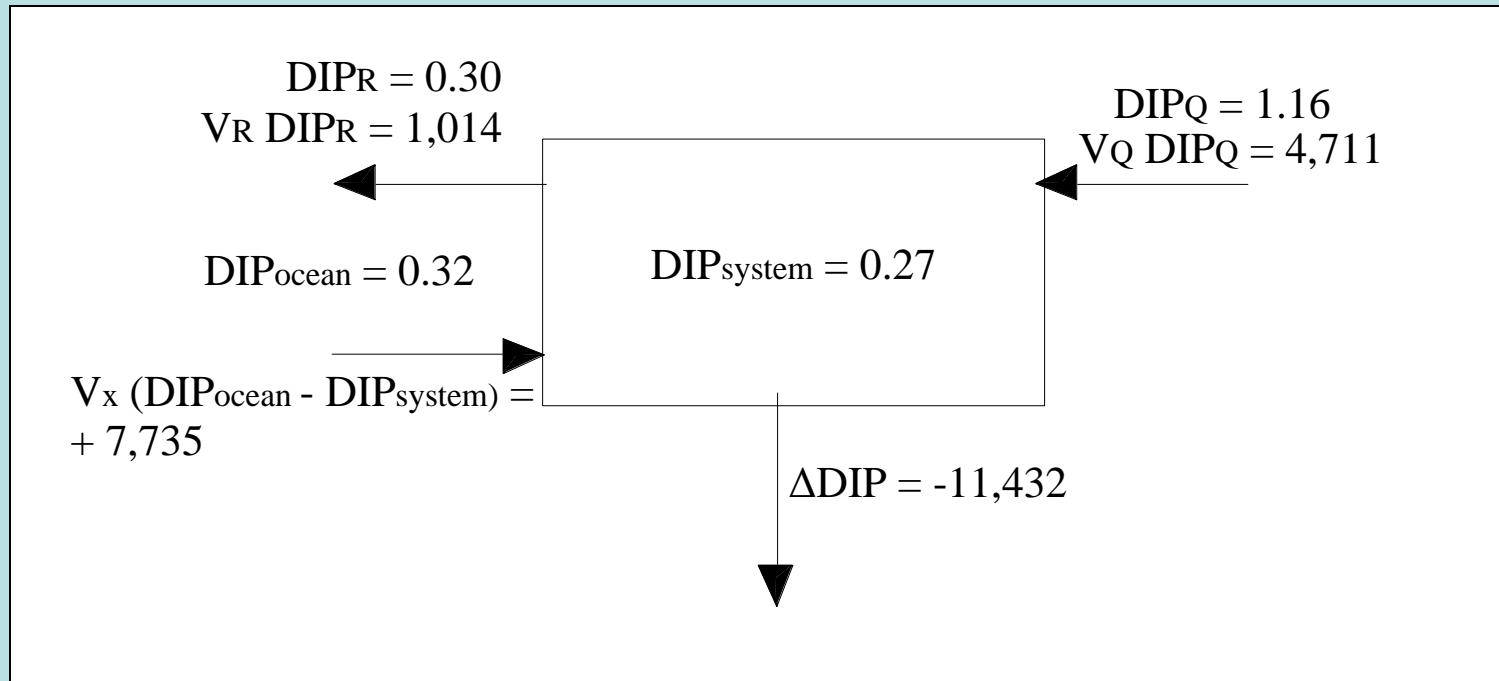 DIPR = 0.30
VR DIPR = 1,014
DIPQ = 1.16
VQ DIPQ = 4,711
DIPocean = 0.32
DIPsystem = 0.27
Vx (DIPocean - DIPsystem) =
+ 7,735
ΔDIP = -11,432